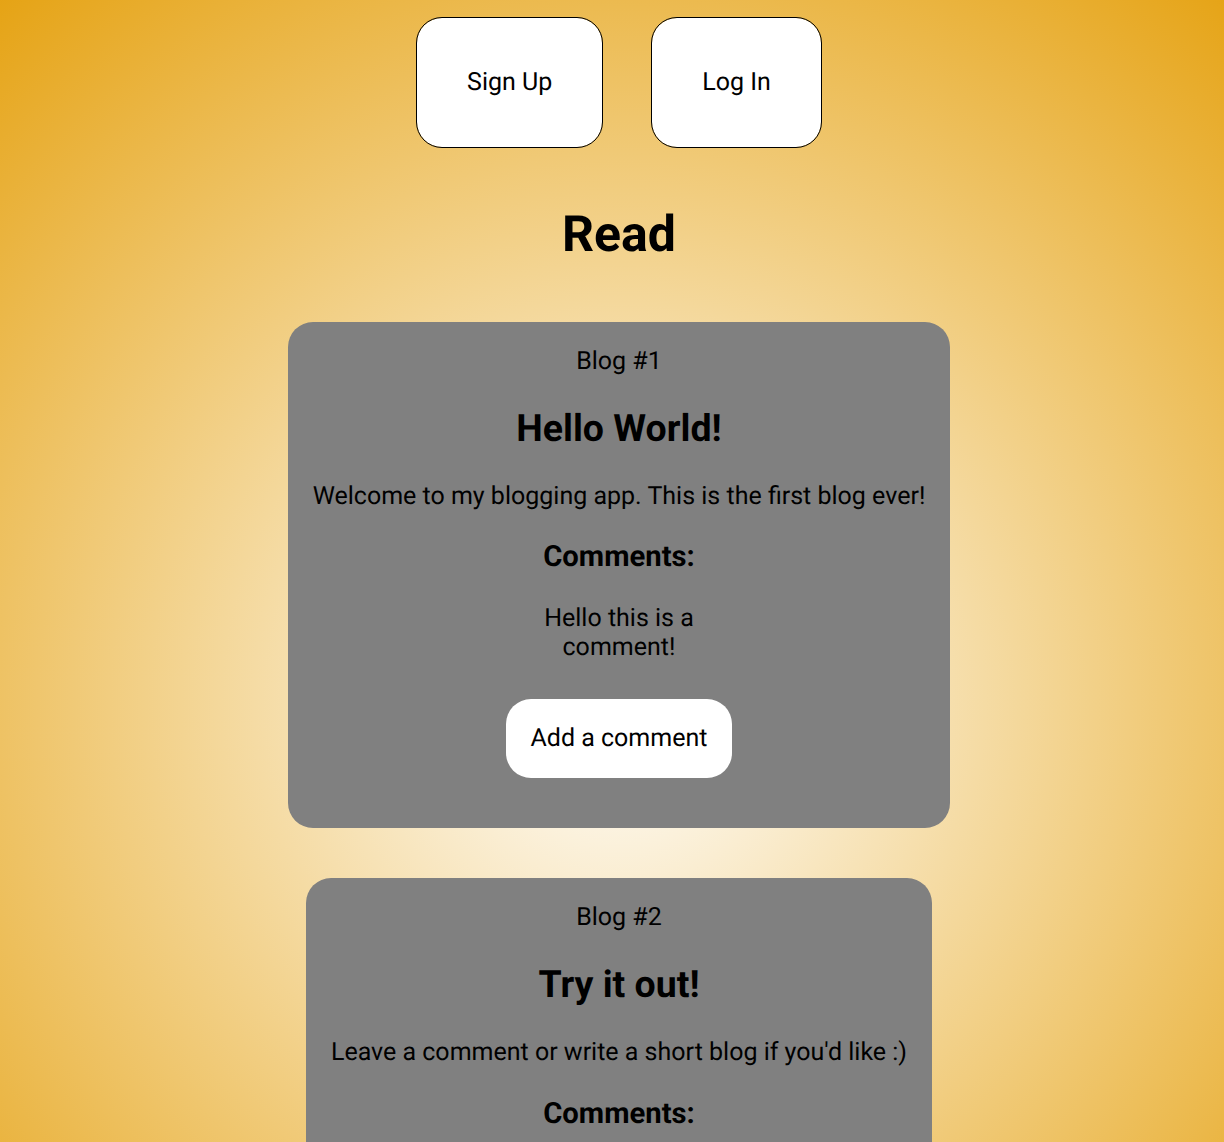 Sign Up
Log In
Read
Blog #1
Hello World!
Welcome to my blogging app. This is the first blog ever!
Comments:
Hello this is a
comment!
Add a comment
Blog #2
Try it out!
Leave a comment or write a short blog if you'd like :)
Comments: